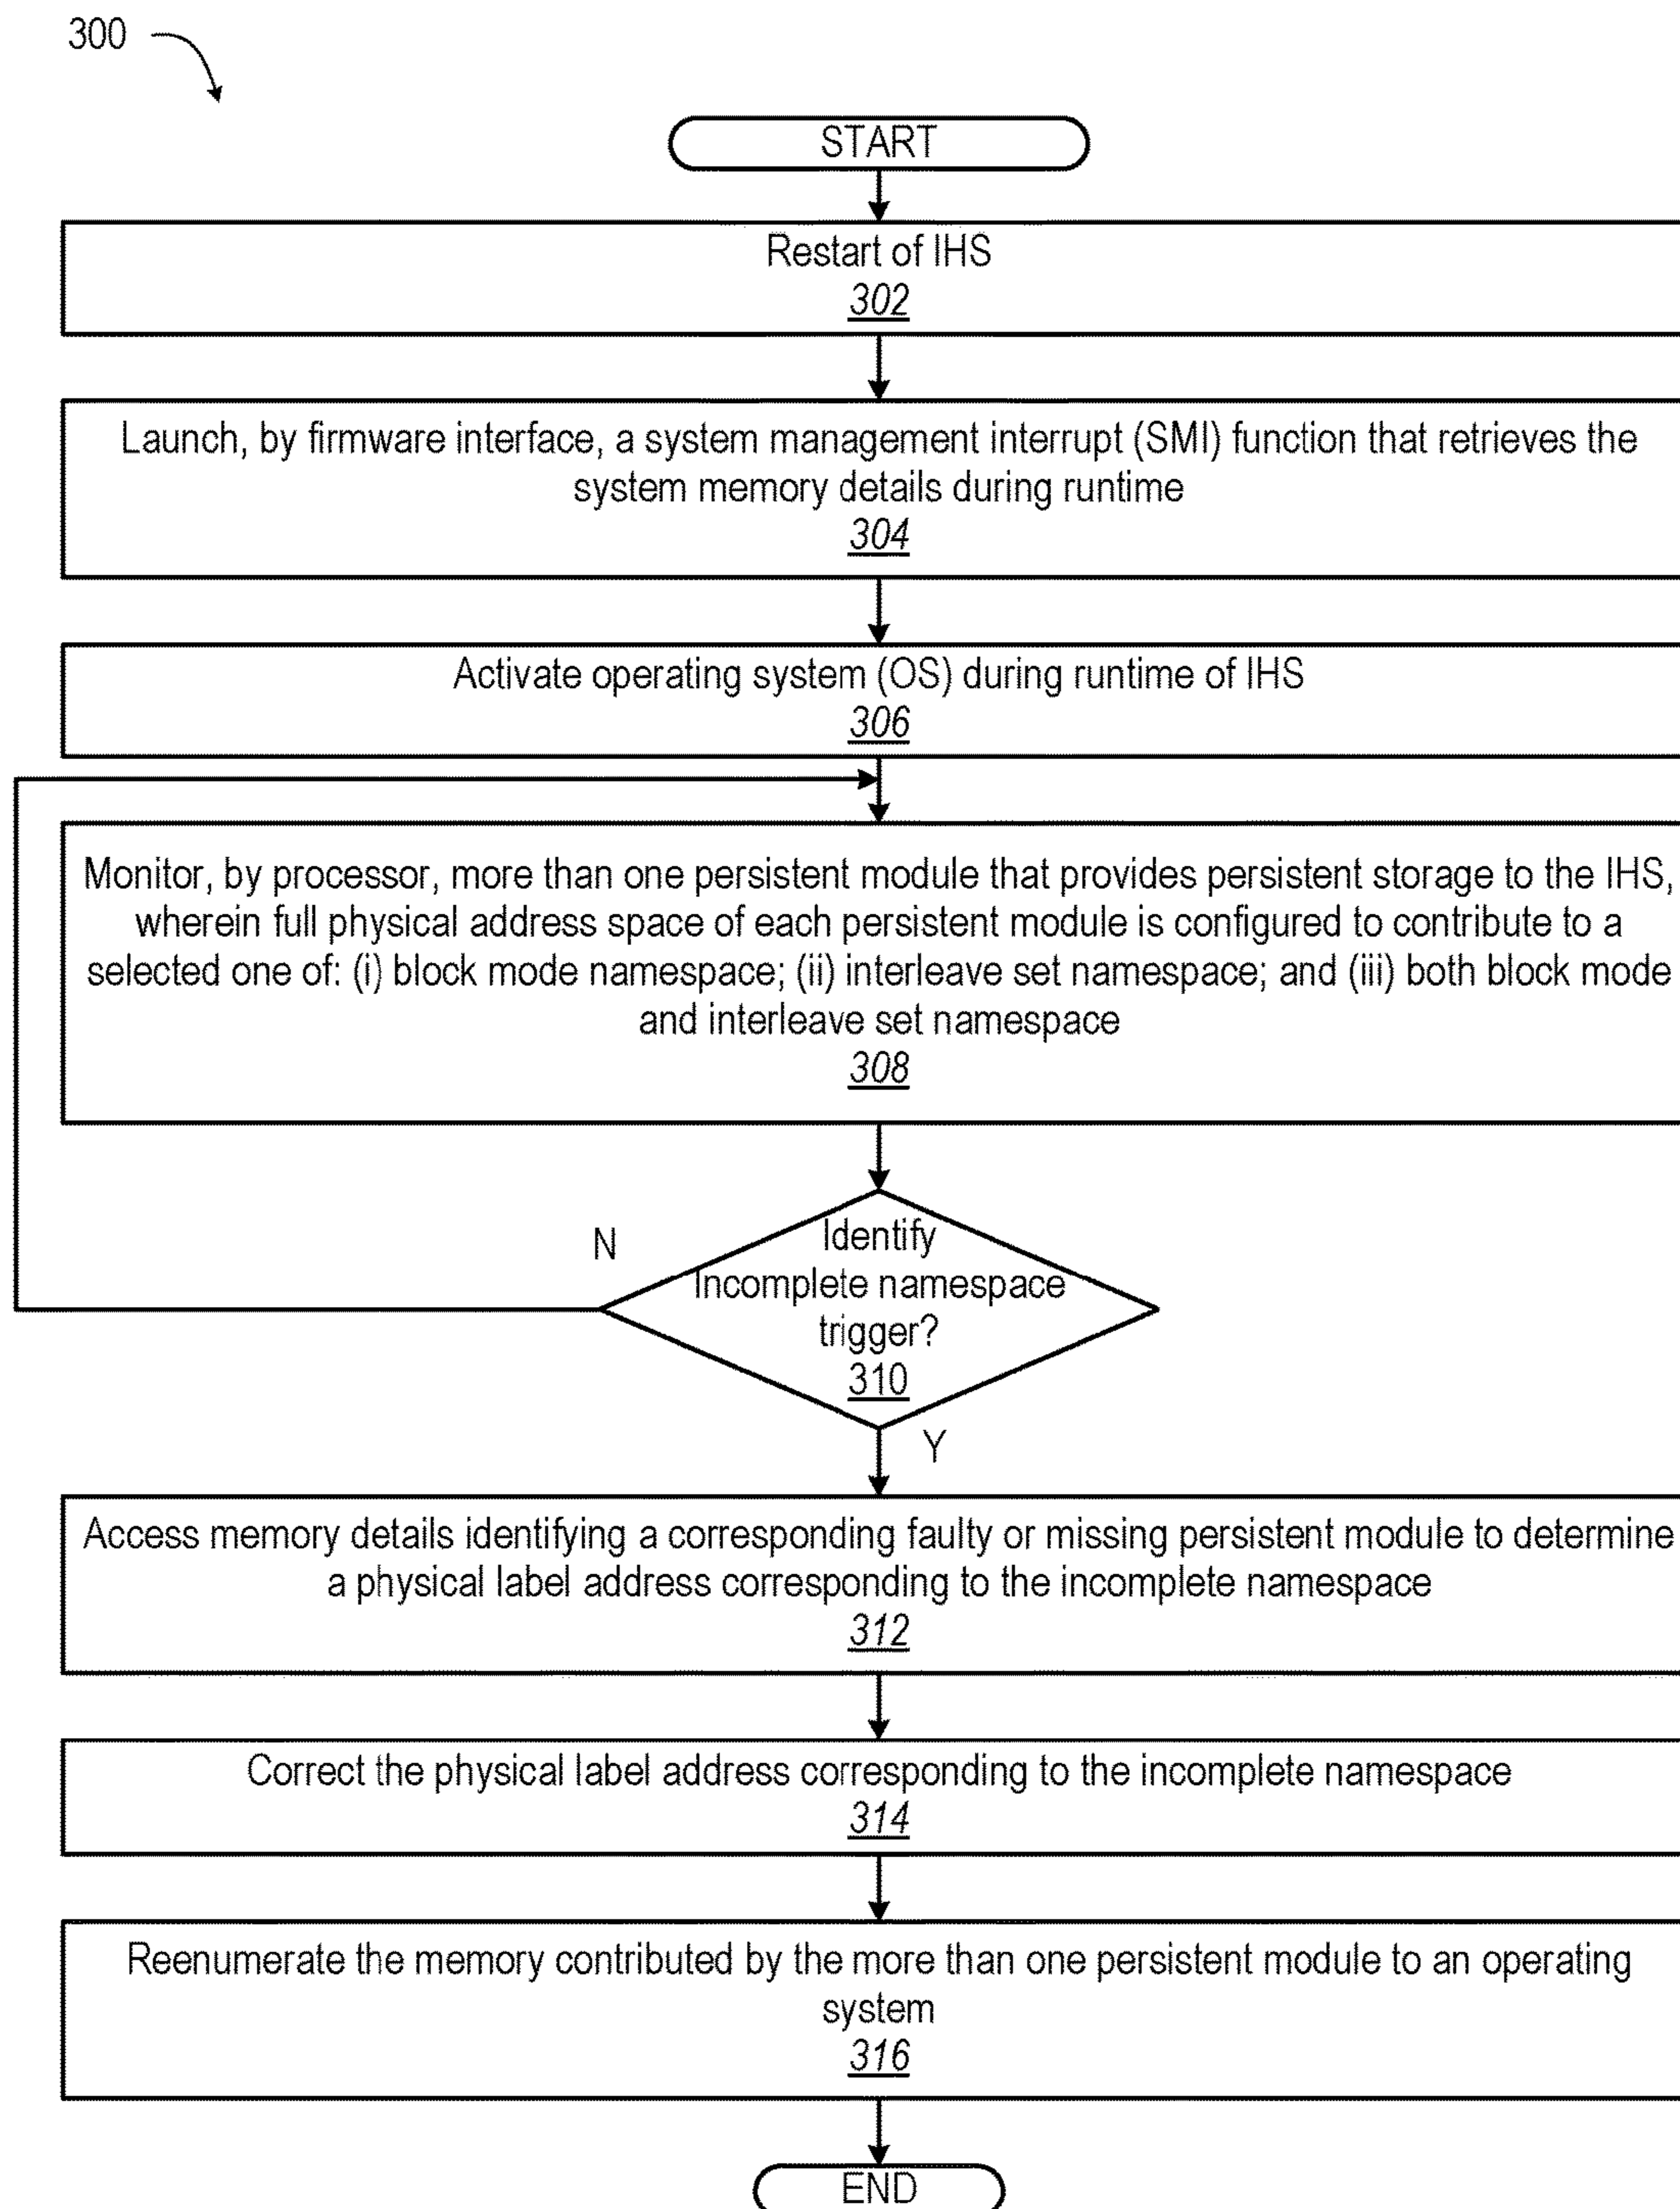 300
START
Restart of IHS
302
Launch, by firmware interface, a system management interrupt (SMI) function that retrieves the
system memory details during runtime
304
Activate operating system (OS) during runtime of IHS
306
Monitor, by processor, more than one persistent module that provides persistent storage to the IHS,
wherein full physical address space of each persistent module is configured to contribute to a
selected one of: (i) block mode namespace; (ii) interleave set namespace; and (iii) both block mode
and interleave set namespace
308
N
Identify
Incomplete namespace
trigger?
310
Y
Access memory details identifying a corresponding faulty or missing persistent module to determine
a physical label address corresponding to the incomplete namespace
312
Correct the physical label address corresponding to the incomplete namespace
314
Reenumerate the memory contributed by the more than one persistent module to an operating
system
316
END